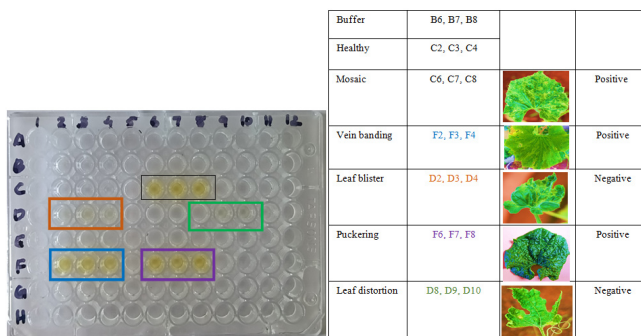 Buffer B6, B7, B8
Healthy C2, C3, C4
Mosaic C6, C7, C8 Positive
Vein banding F2, F3, F4 Positive
Leaf blister D2, D3, D4 Negative
Puckering F6, F7, F8 Positive
Leaf distortion D8, D9, D10 Negative
1 2 3 4 5 6 7 8 9 10 11 12
A
B
C
D
E
F
G
H